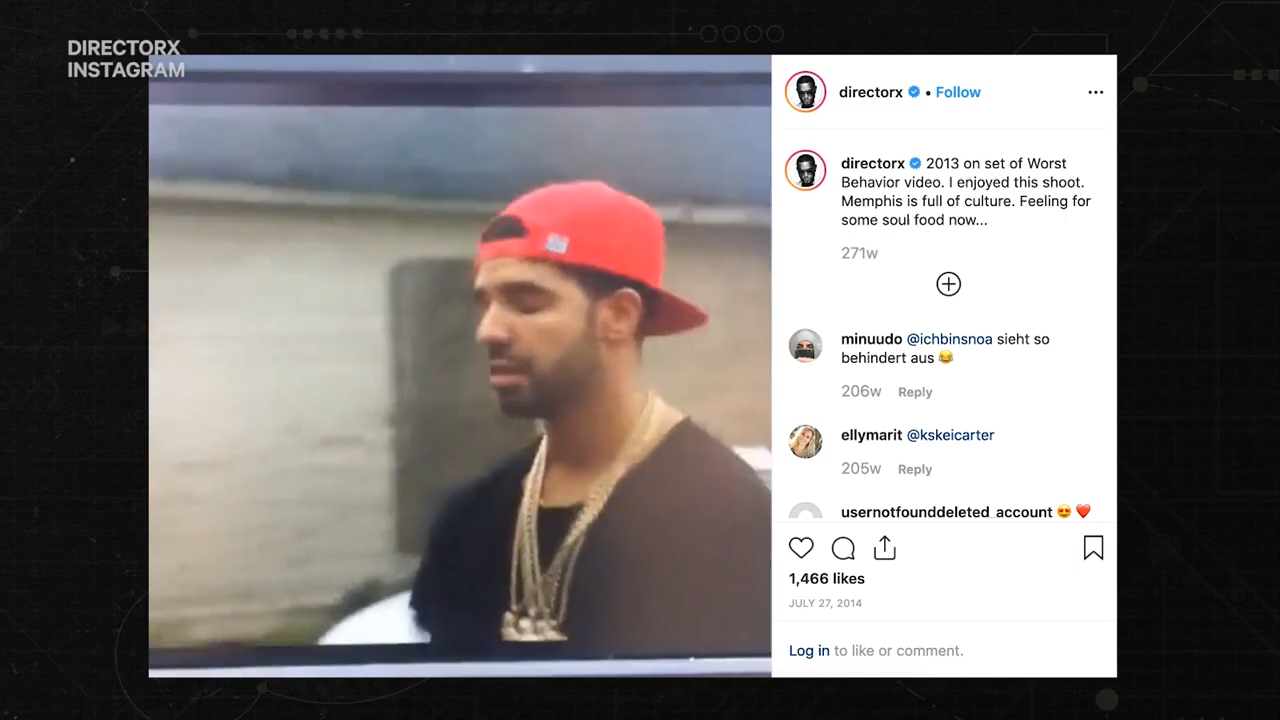 DIRECTORX
INSTAGRAM
directorx • Follow
directorx 2013 on set of Worst
Behavior video. I enjoyed this shoot.
Memphis is full of culture. Feeling for
some soul food now...
271w
minuudo @ichbinsnoa sieht so
behindert aus 😂
206w Reply
ellymarit @kskeicarter
205w Reply
usernotfounddeleted_account 😍 ❤️
1,466 likes
JULY 27, 2014
Log in to like or comment.